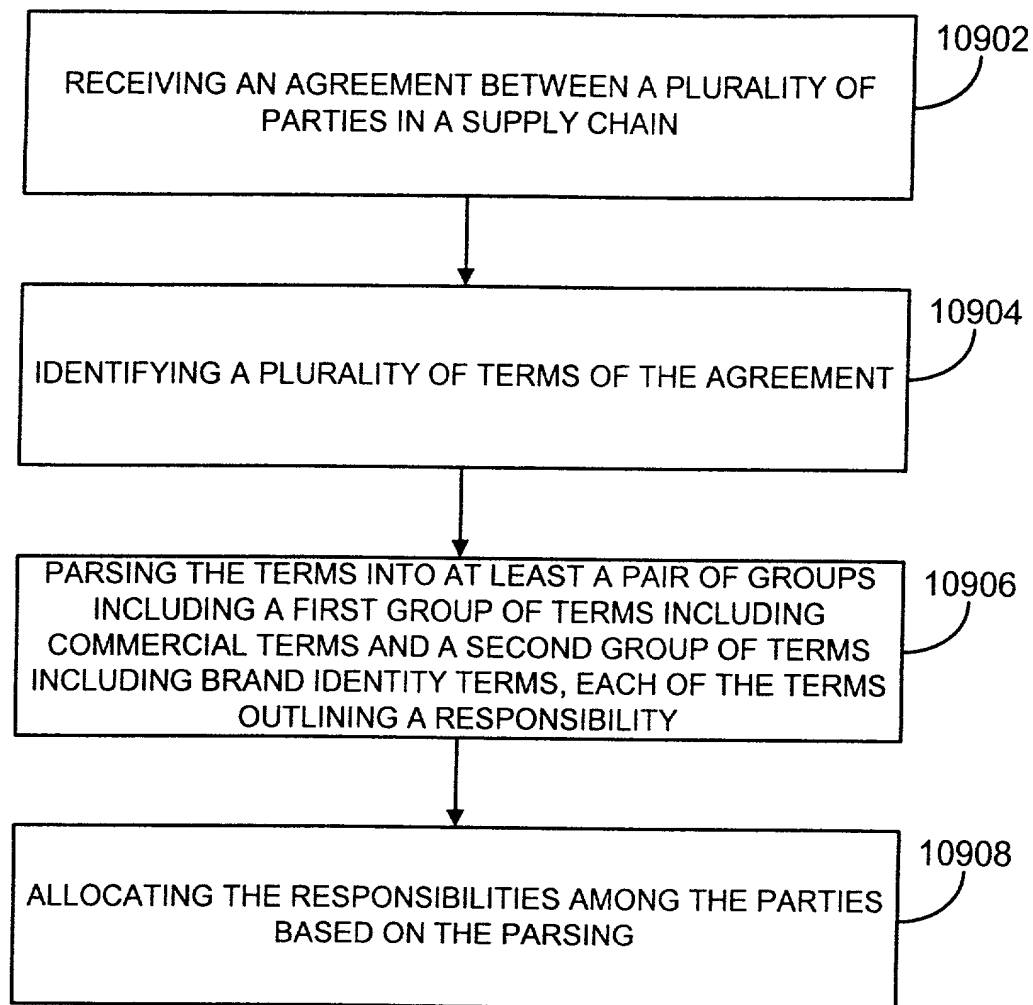 10902
RECEIVING AN AGREEMENT BETWEEN A PLURALITY OF
PARTIES IN A SUPPLY CHAIN
10904
IDENTIFYING A PLURALITY OF TERMS OF THE AGREEMENT
10906
PARSING THE TERMS INTO AT LEAST A PAIR OF GROUPS
INCLUDING A FIRST GROUP OF TERMS INCLUDING
COMMERCIAL TERMS AND A SECOND GROUP OF TERMS
INCLUDING BRAND IDENTITY TERMS, EACH OF THE TERMS
OUTLINING A RESPONSIBILITY
10908
ALLOCATING THE RESPONSIBILITIES AMONG THE PARTIES
BASED ON THE PARSING